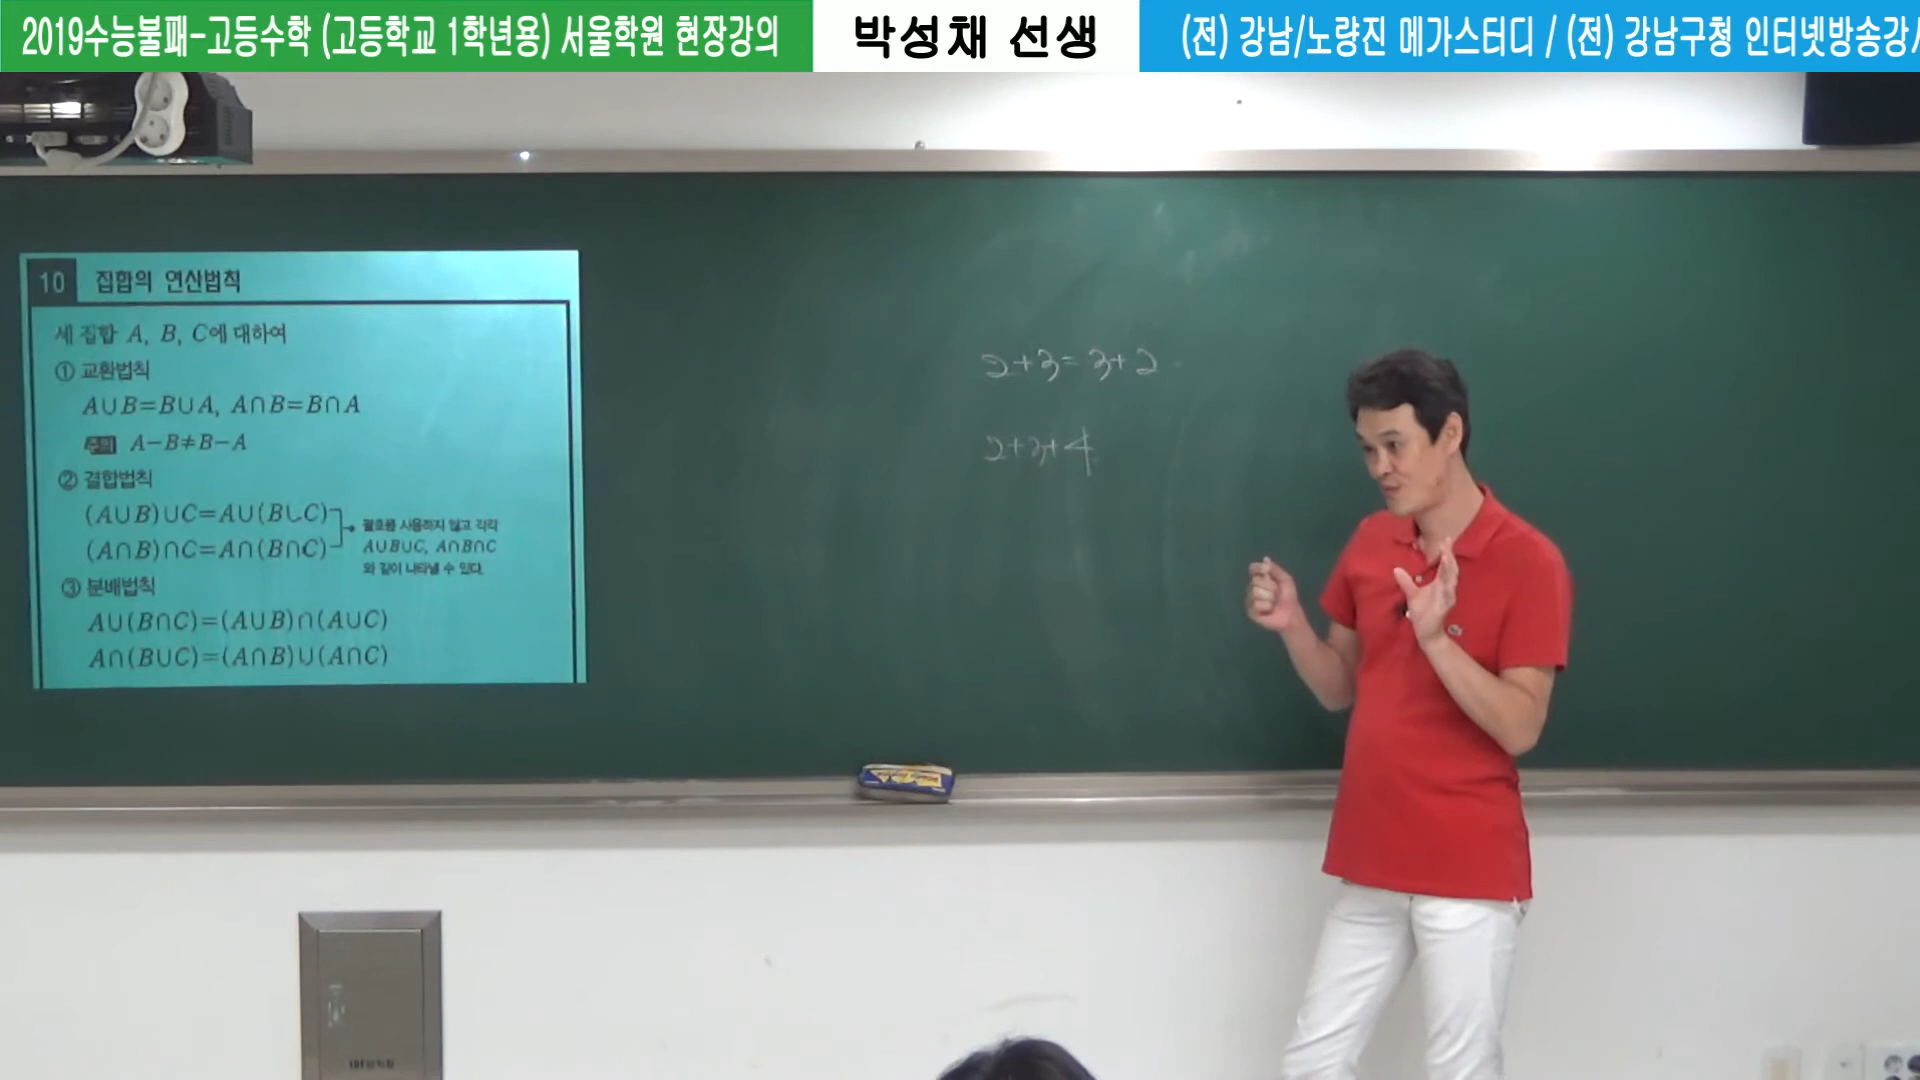 2019수능불패-고등수학 (고등학교 1학년용) 서울학원 현장강의
박성채 선생
(전) 강남/노량진 메가스터디 / (전) 강남구청 인터넷방송강사
10 집합의 연산법칙
세 집합 A, B, C에 대하여
① 교환법칙
A∪B=B∪A, A∩B=B∩A
주의 A-B≠B-A
② 결합법칙
(A∪B)∪C=A∪(B∪C)
(A∩B)∩C=A∩(B∩C)
괄호를 사용하지 않고 각각
A∪B∪C, A∩B∩C
와 같이 나타낼 수 있다.
③ 분배법칙
A∪(B∩C)=(A∪B)∩(A∪C)
A∩(B∪C)=(A∩B)∪(A∩C)
2+3=3+2
2+3+4